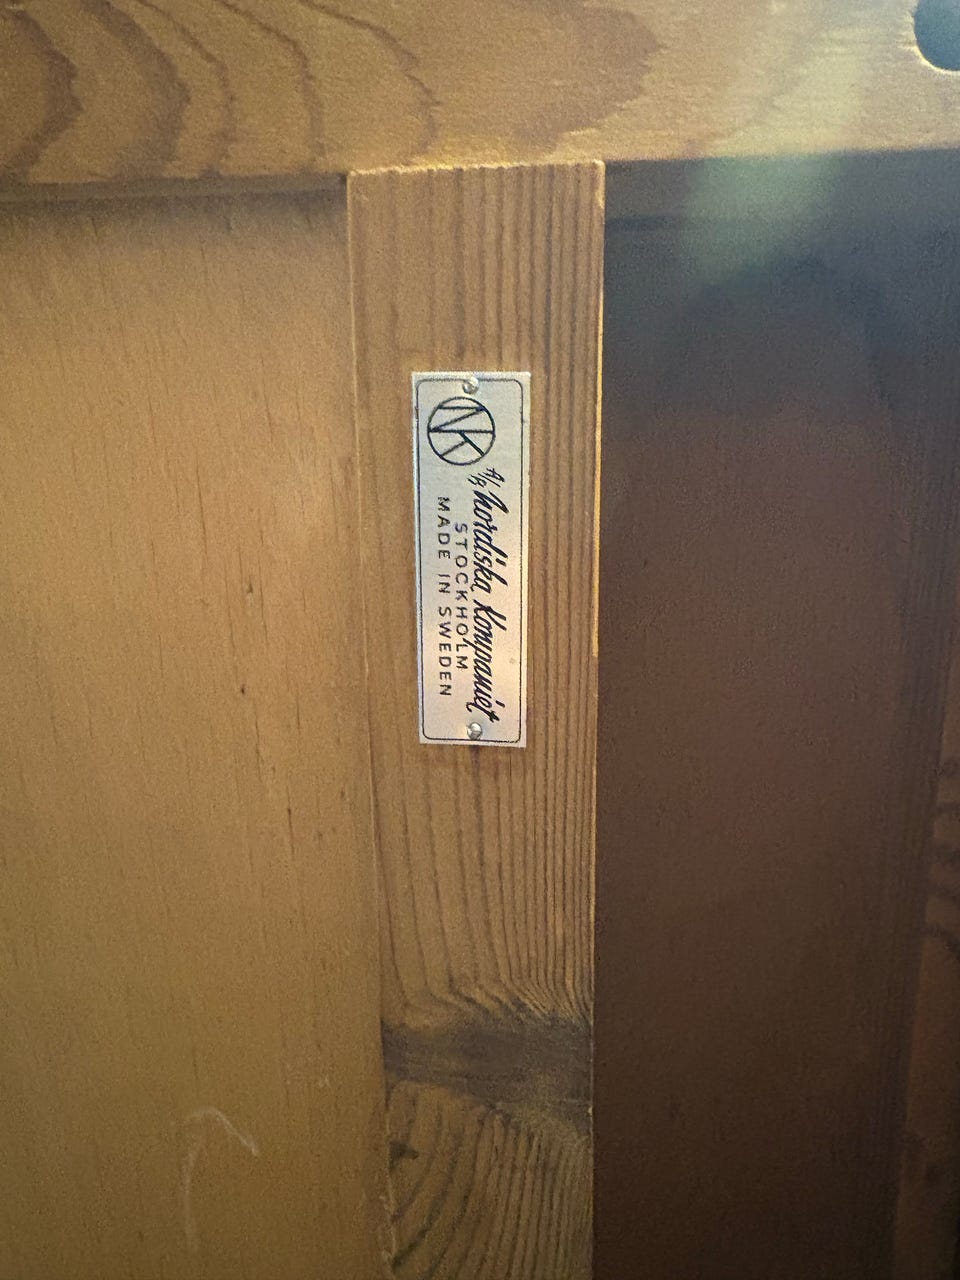 NK
A/B Nordiska Kompaniet
STOCKHOLM
MADE IN SWEDEN